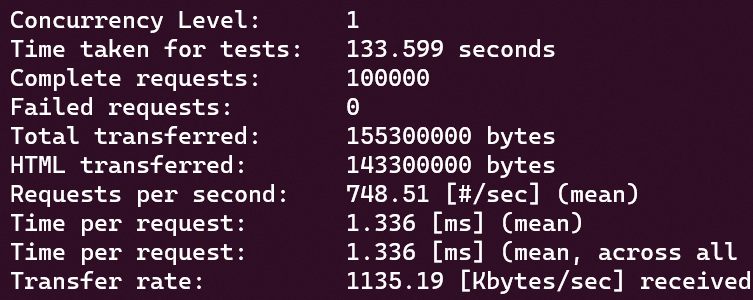 Concurrency Level:      1
Time taken for tests:   133.599 seconds
Complete requests:      100000
Failed requests:        0
Total transferred:      155300000 bytes
HTML transferred:       143300000 bytes
Requests per second:    748.51 [#/sec] (mean)
Time per request:       1.336 [ms] (mean)
Time per request:       1.336 [ms] (mean, across all
Transfer rate:          1135.19 [Kbytes/sec] received